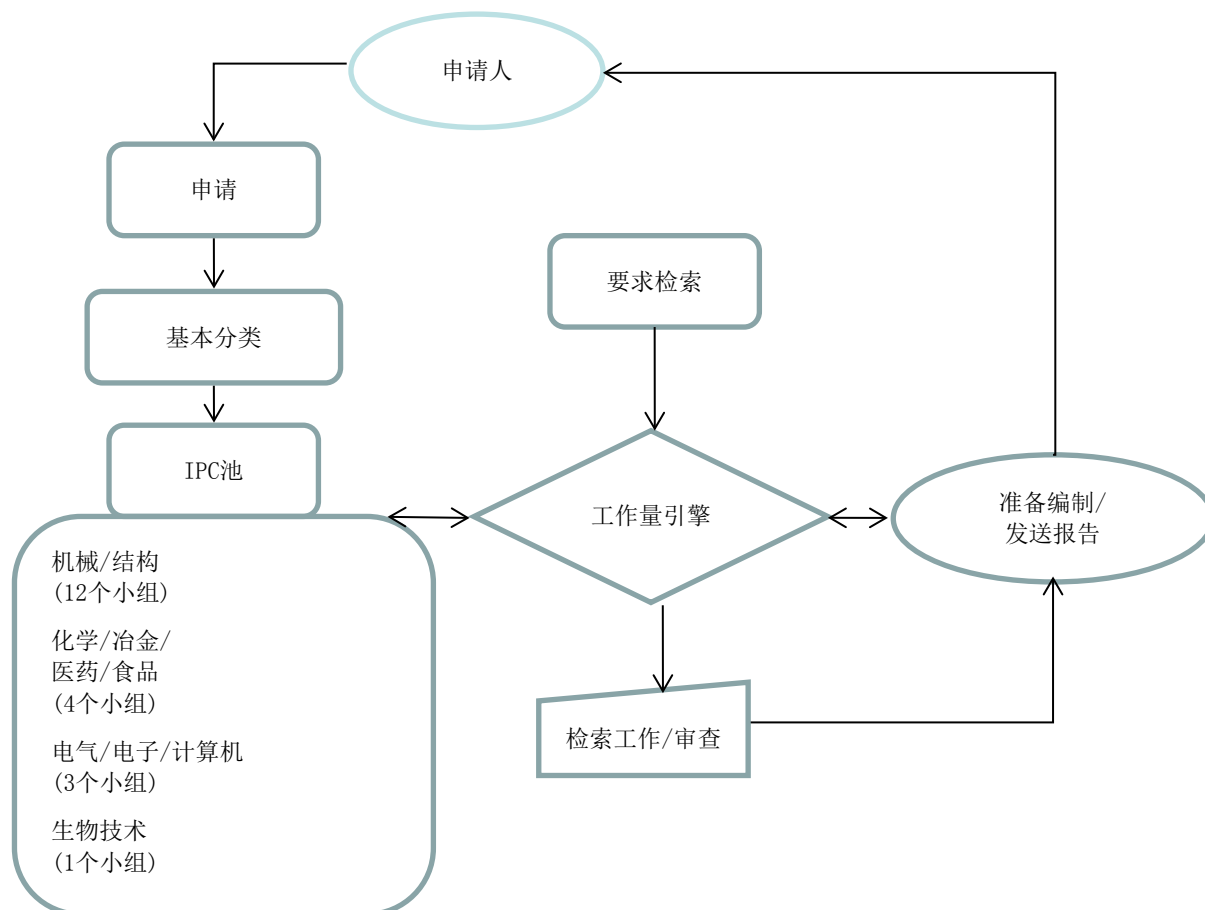 申请人
申请
要求检索
基本分类
IPC池
工作量引擎
准备编制/
发送报告
机械/结构
(12个小组)
化学/冶金/
医药/食品
(4个小组)
电气/电子/计算机
(3个小组)
生物技术
(1个小组)
检索工作/审查